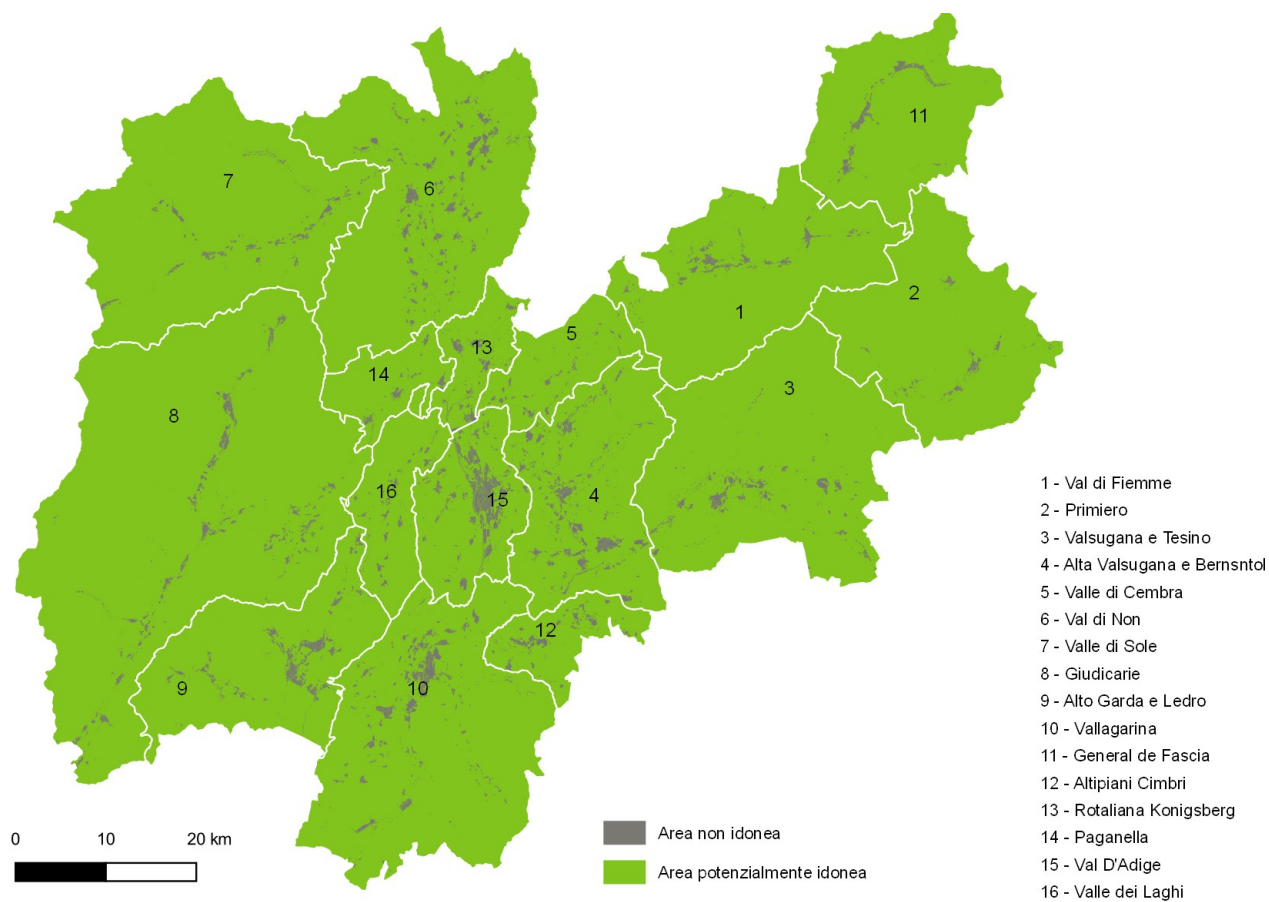 11
7
6
2
1
5
13
14
3
8
16
15
4
12
9
10
1 - Val di Fiemme
2 - Primiero
3 - Valsugana e Tesino
4 - Alta Valsugana e Bernsntol
5 - Valle di Cembra
6 - Val di Non
7 - Valle di Sole
8 - Giudicarie
9 - Alto Garda e Ledro
10 - Vallagarina
11 - General de Fascia
12 - Altipiani Cimbri
13 - Rotaliana Konigsberg
14 - Paganella
15 - Val D'Adige
16 - Valle dei Laghi
0 10 20 km
Area non idonea
Area potenzialmente idonea